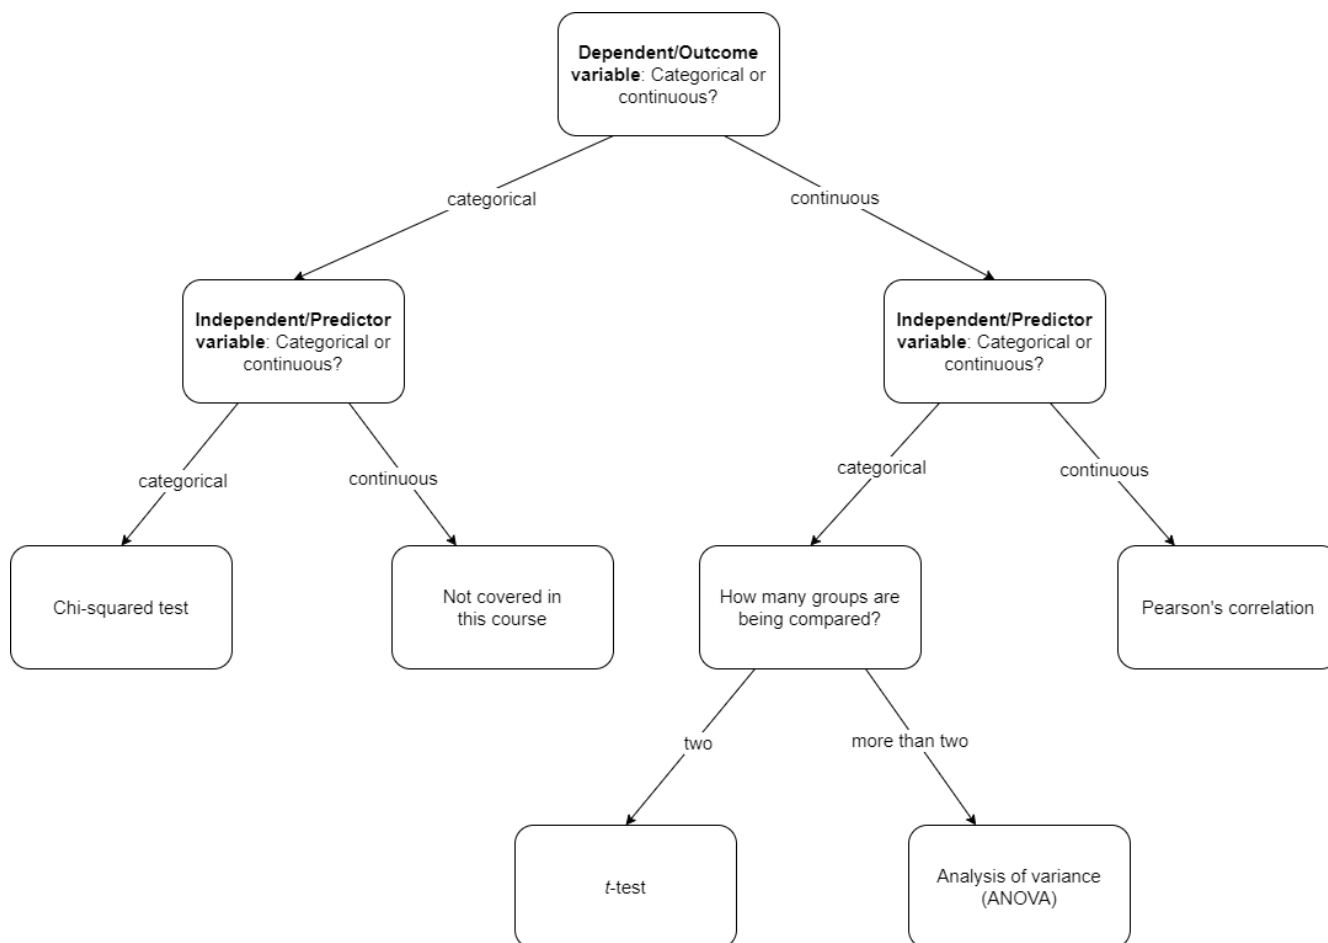 Dependent/Outcome
variable: Categorical or
continuous?
categorical
continuous
Independent/Predictor
variable: Categorical or
continuous?
Independent/Predictor
variable: Categorical or
continuous?
categorical
continuous
categorical
continuous
Chi-squared test
Not covered in
this course
How many groups are
being compared?
Pearson's correlation
two
more than two
t-test
Analysis of variance
(ANOVA)